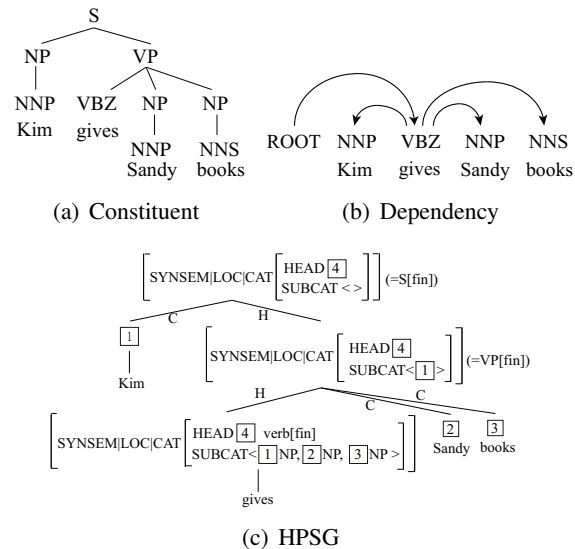 S
NP VP
NNP VBZ NP NP
Kim gives
NNP NNS
Sandy books
(a) Constituent
ROOT NNP VBZ NNP NNS
Kim gives Sandy books
(b) Dependency
SYNSEM|LOC|CAT HEAD 4 SUBCAT < > (=S[fin])
C H
1
Kim
SYNSEM|LOC|CAT HEAD 4 SUBCAT< 1 > (=VP[fin])
H C C
SYNSEM|LOC|CAT HEAD 4 verb[fin] SUBCAT< 1 NP, 2 NP, 3 NP >
2 3
Sandy books
gives
(c) HPSG